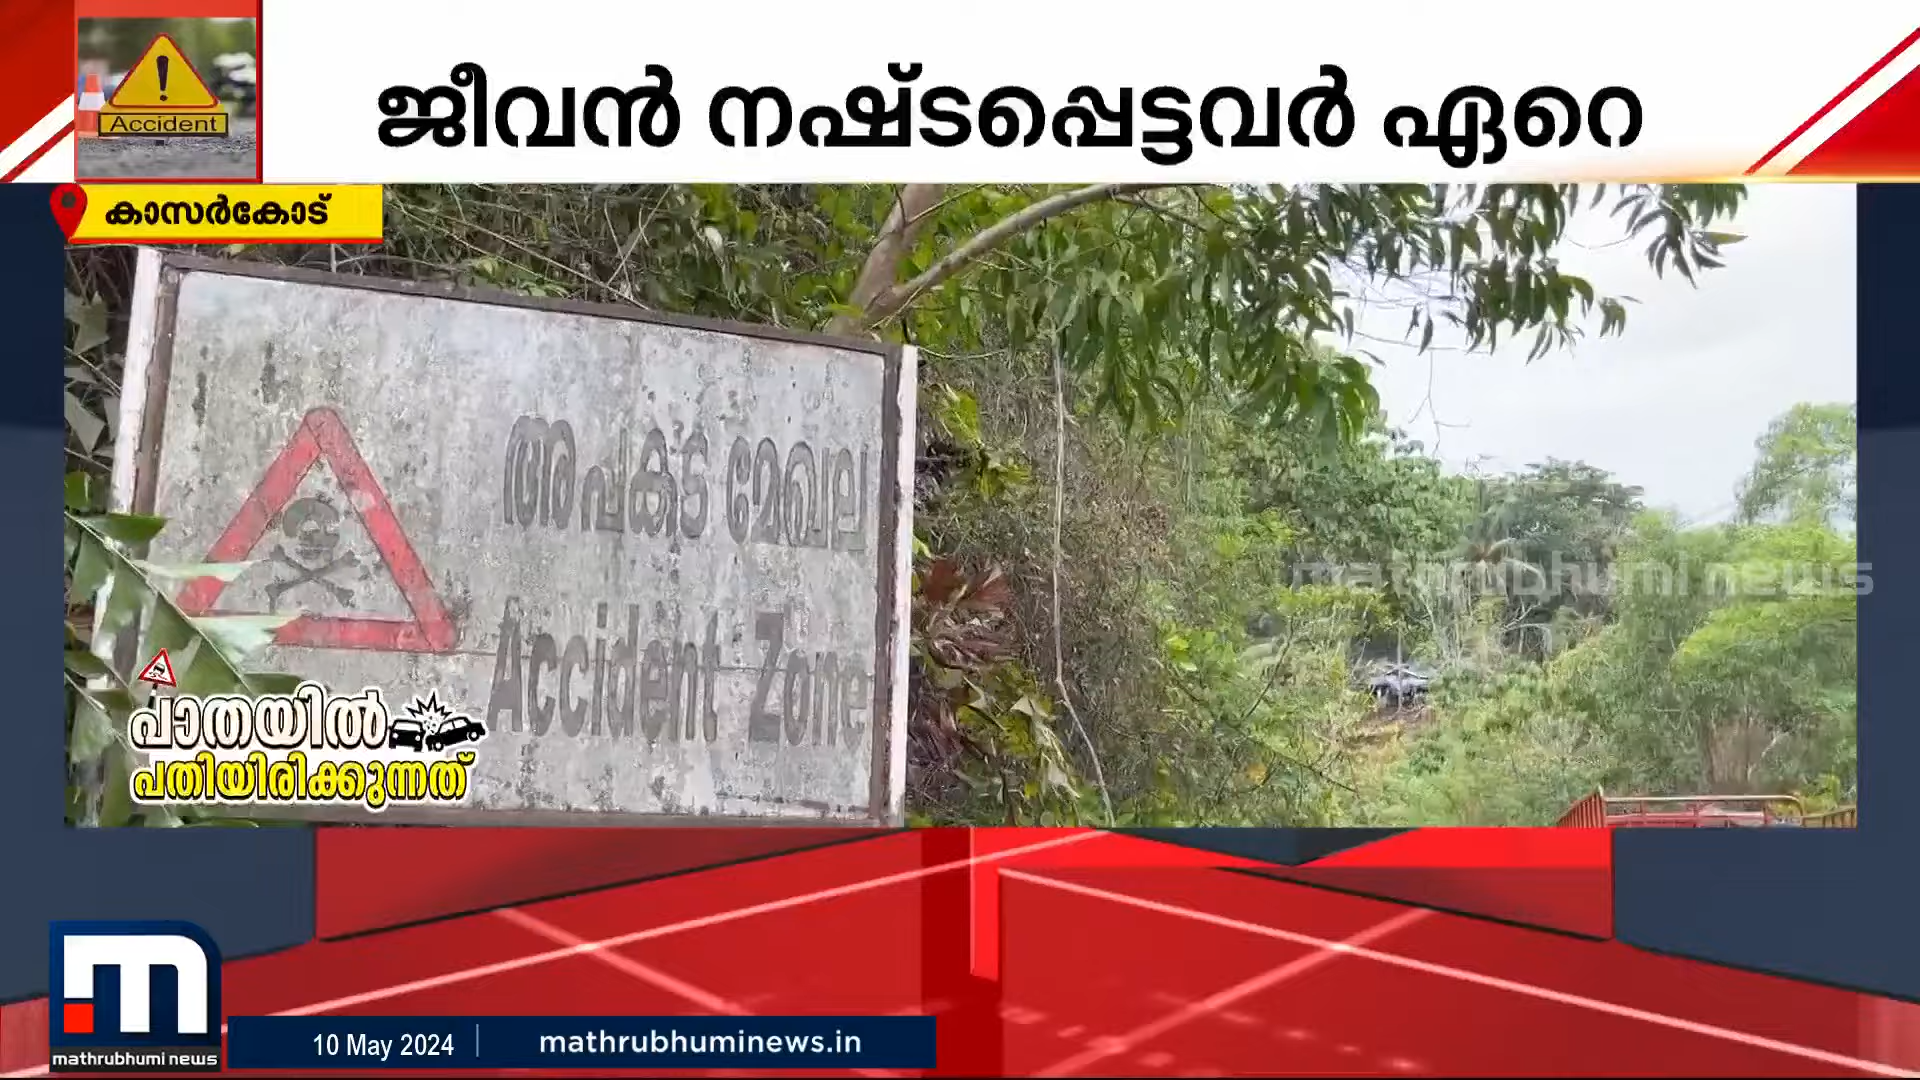 Accident
ജീവൻ നഷ്ടപ്പെട്ടവർ ഏറെ
കാസർകോട്
അപകട മേഖല
Accident Zone
mathrubhumi news
പാതയിൽ
പതിയിരിക്കുന്നത്
mathrubhumi news
10 May 2024
mathrubhuminews.in